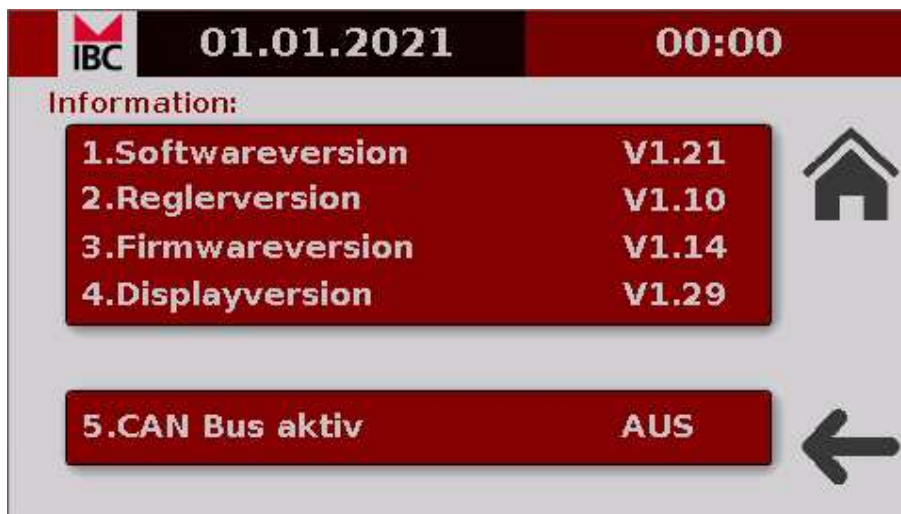 IBC 01.01.2021 00:00
Information:
1.Softwareversion V1.21
2.Reglerversion V1.10
3.Firmwareversion V1.14
4.Displayversion V1.29
5.CAN Bus aktiv AUS